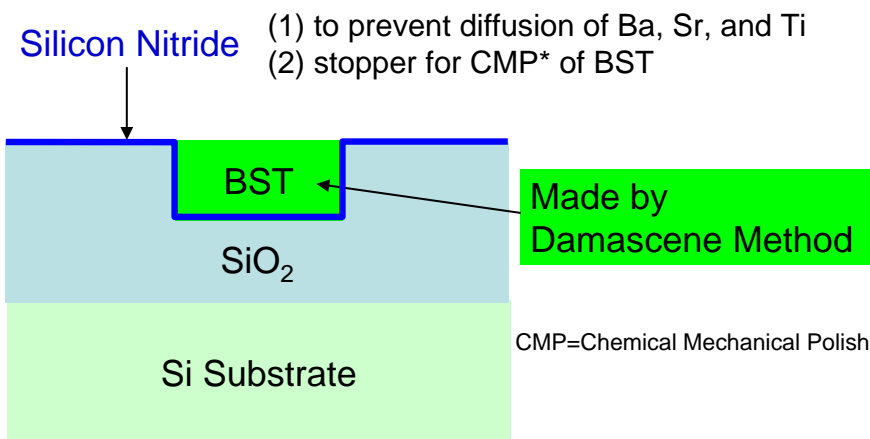 Silicon Nitride
(1) to prevent diffusion of Ba, Sr, and Ti
(2) stopper for CMP* of BST
BST
Made by
Damascene Method
SiO₂
CMP=Chemical Mechanical Polish
Si Substrate